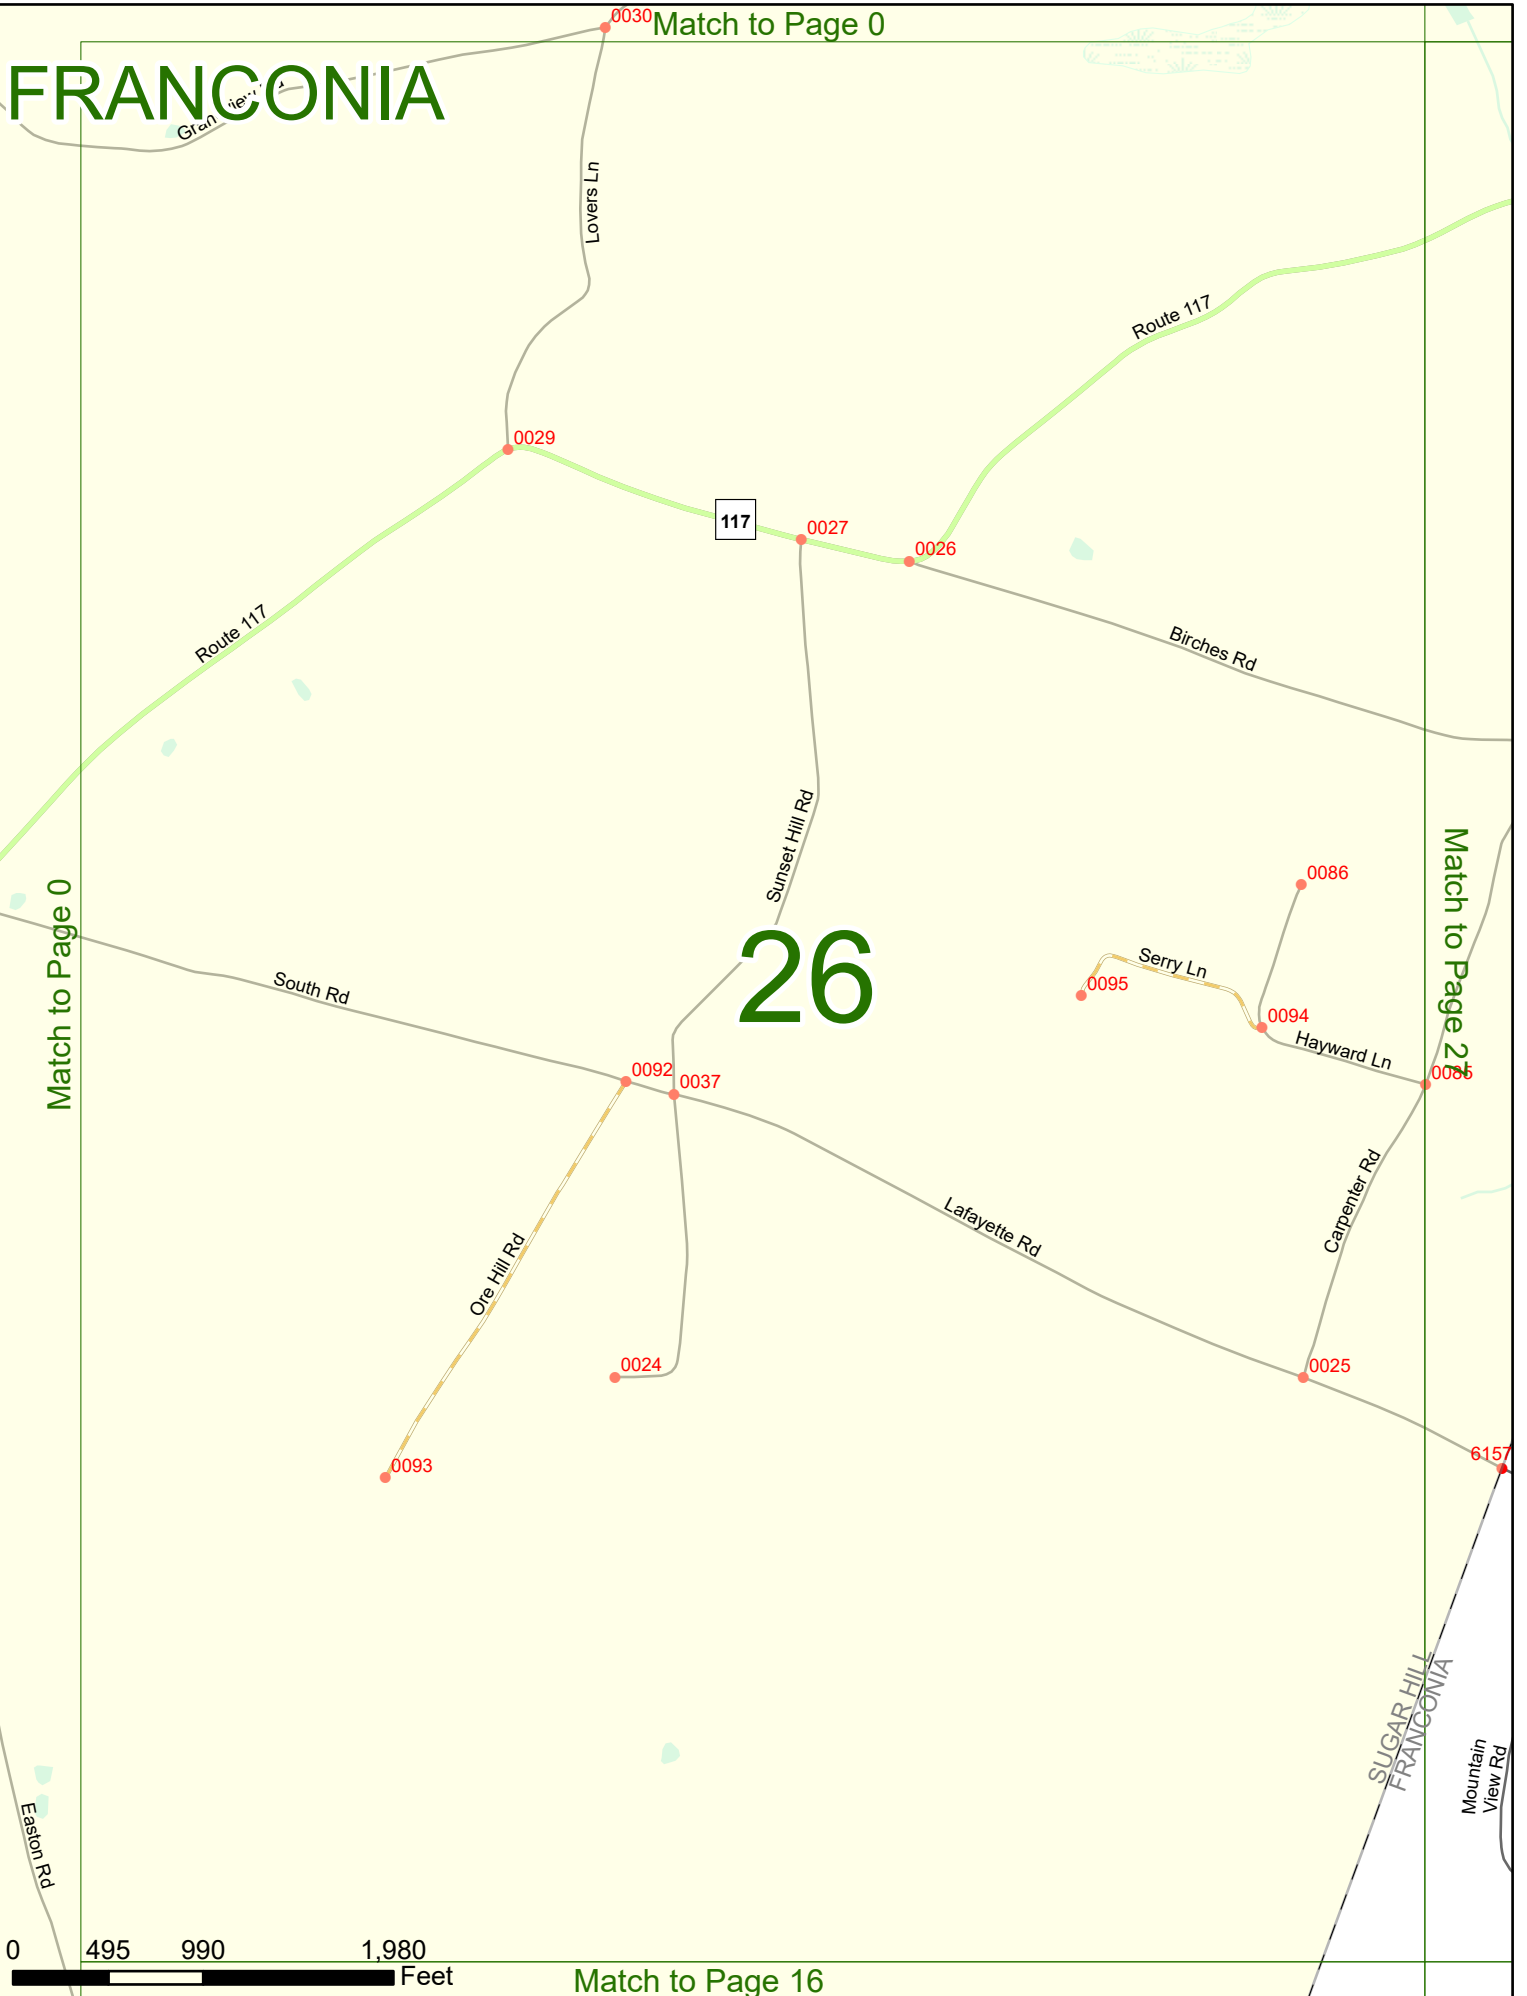 0030
Match to Page 0
FRANCONIA
Lovers Ln
Route 117
0029
117
0027
0026
Route 117
Birches Rd
Sunset Hill Rd
0086
Match to Page 0
26
Match to Page 27
South Rd
Serry Ln
0095
0094
Hayward Ln
0092
0037
0085
Carpenter Rd
Lafayette Rd
Ore Hill Rd
0024
0025
0093
6157
SUGAR HILL
FRANCONIA
Mountain
View Rd
Easton Rd
0 495 990 1,980
Feet
Match to Page 16